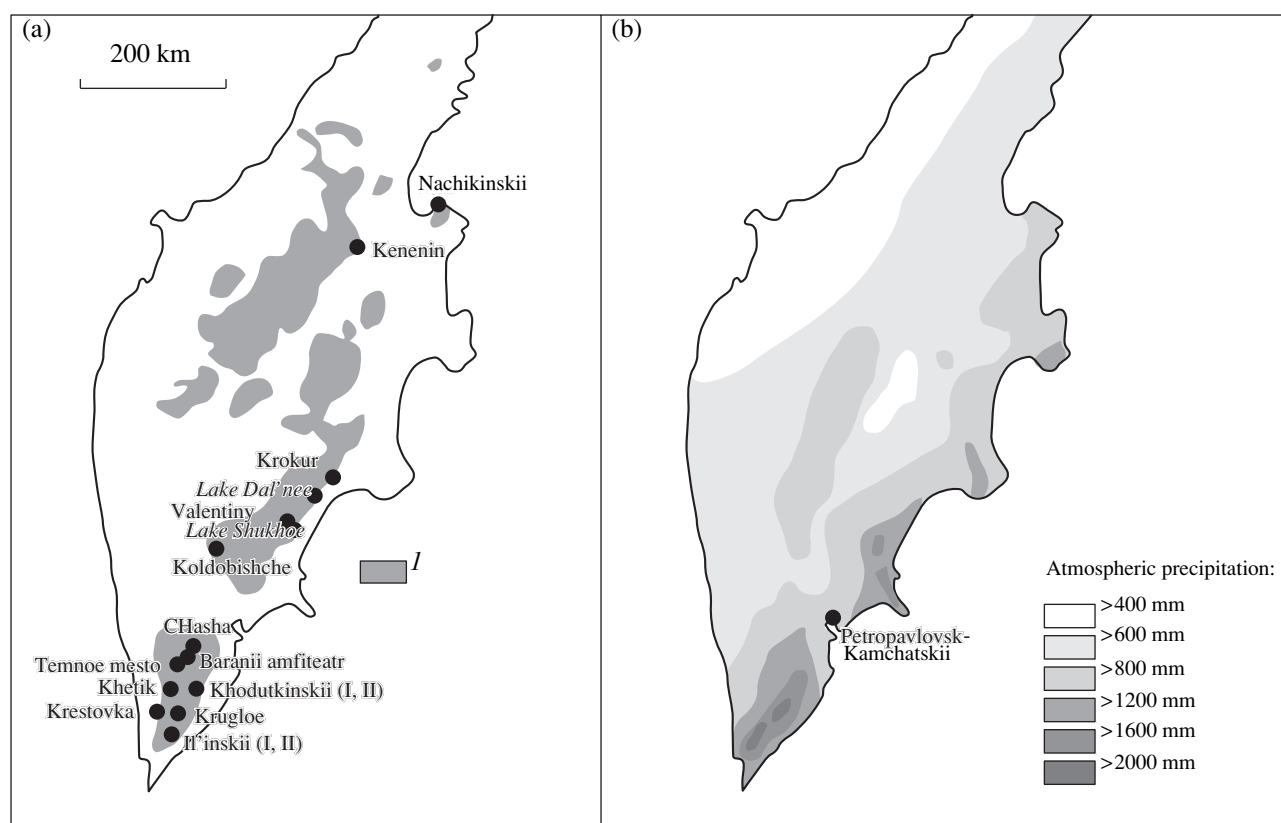 (a)
200 km
Nachikinskii
Kenenin
Krokur
Lake Dal'nee
Valentiny
Lake Shukhoe
Koldobishche
1
CHasha
Baranii amfiteatr
Temnoe mesto
Khetik
Khodutkinskii (I, II)
Krestovka
Krugloe
Il'inskii (I, II)
(b)
Petropavlovsk-
Kamchatskii
Atmospheric precipitation:
>400 mm
>600 mm
>800 mm
>1200 mm
>1600 mm
>2000 mm